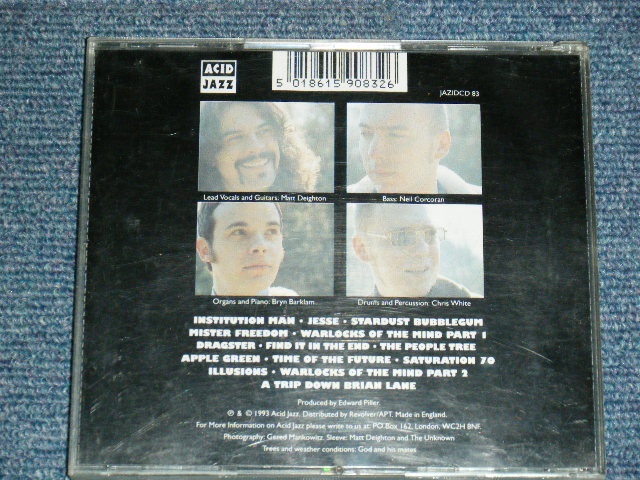 ACID
JAZZ
5 018615 908326
JAZIDCD 83
Lead Vocals and Guitars: Matt Deighton
Bass: Neil Corcoran
Organs and Piano: Bryn Barklam
Drums and Percussion: Chris White
INSTITUTION MAN · JESSE · STARDUST BUBBLEGUM
MISTER FREEDOM · WARLOCKS OF THE MIND PART 1
DRAGSTER · FIND IT IN THE END · THE PEOPLE TREE
APPLE GREEN · TIME OF THE FUTURE · SATURATION 70
ILLUSIONS · WARLOCKS OF THE MIND PART 2
A TRIP DOWN BRIAN LANE
Produced by Edward Piller.
℗ & © 1993 Acid Jazz. Distributed by Revolver/APT. Made in England.
For More Information on Acid Jazz please write to us at: PO Box 162, London, WC2H 8NF.
Photography: Gered Mankowitz. Sleeve: Matt Deighton and The Unknown
Trees and weather conditions: God and his mates